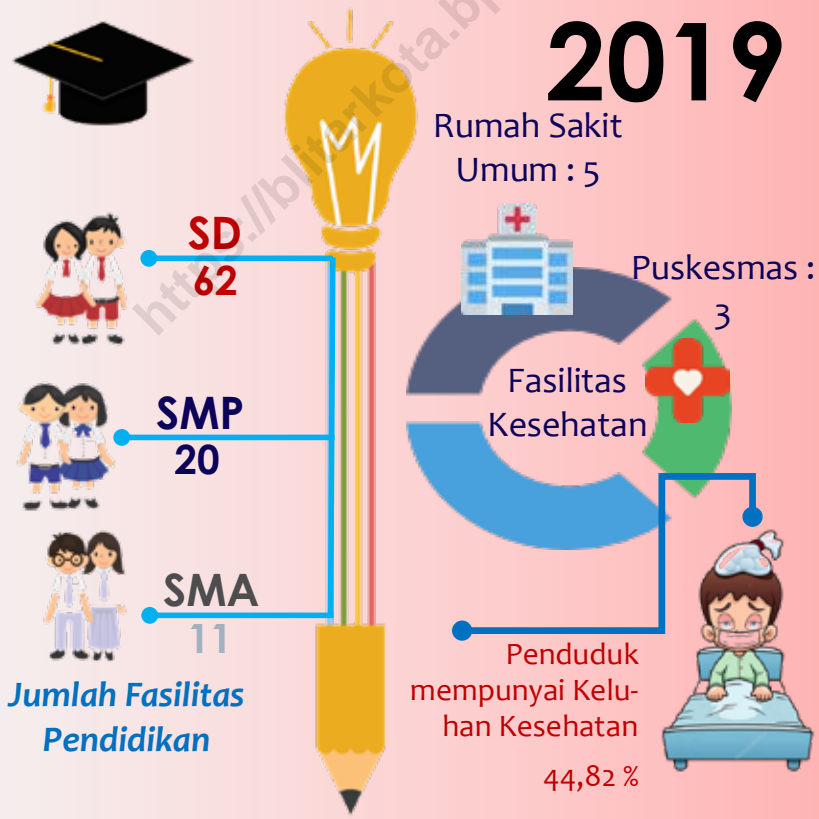 2019
Rumah Sakit
Umum : 5
SD
62
Puskesmas :
3
Fasilitas
Kesehatan
SMP
20
SMA
11
Jumlah Fasilitas
Pendidikan
Penduduk
mempunyai Kelu-
han Kesehatan
44,82 %
https://blitarkota.bp